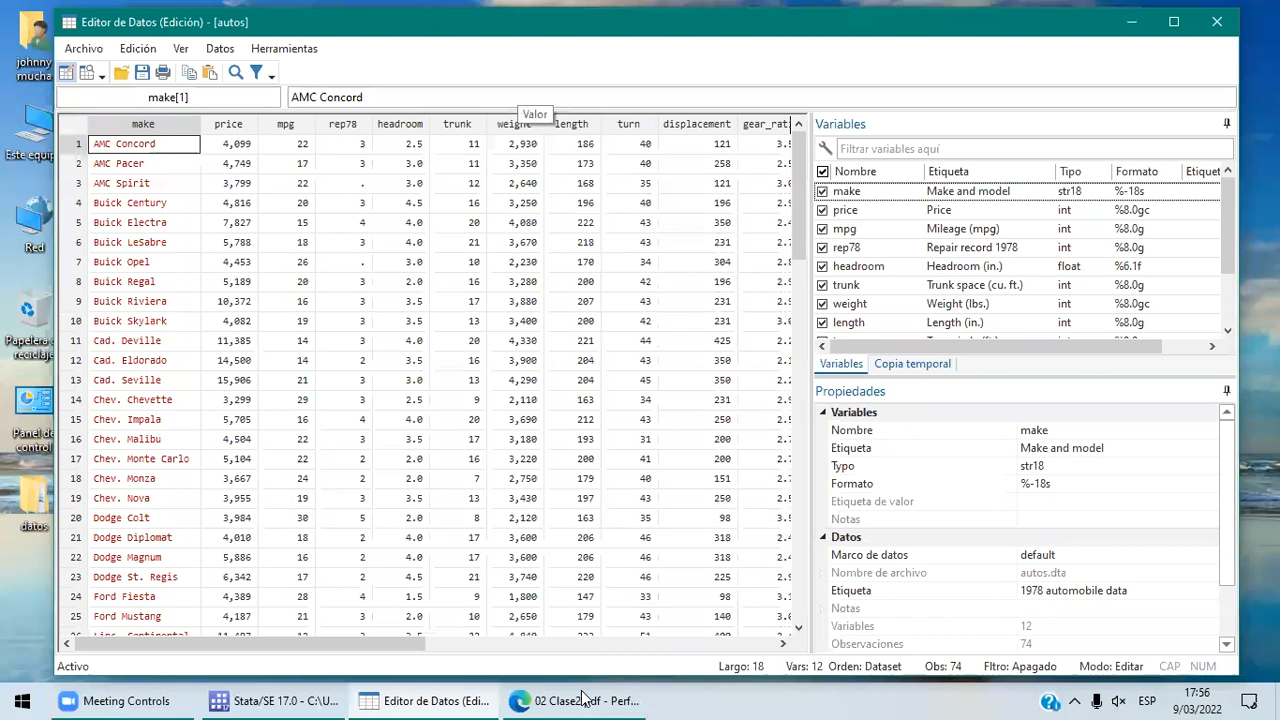 Editor de Datos (Edición) - [autos]
Archivo Edición Ver Datos Herramientas
make[1] AMC Concord
Valor
make price mpg rep78 headroom trunk weight length turn displacement gear_rati
1 AMC Concord 4,099 22 3 2.5 11 2,930 186 40 121
2 AMC Pacer 4,749 17 3 3.0 11 3,350 173 40 258
3 AMC Spirit 3,799 22 . 3.0 12 2,640 168 35 121
4 Buick Century 4,816 20 3 4.5 16 3,250 196 40 196
5 Buick Electra 7,827 15 4 4.0 20 4,080 222 43 350
6 Buick LeSabre 5,788 18 3 4.0 21 3,670 218 43 231
7 Buick Opel 4,453 26 . 3.0 10 2,230 170 34 304
8 Buick Regal 5,189 20 3 2.0 16 3,280 200 42 196
9 Buick Riviera 10,372 16 3 3.5 17 3,880 207 43 231
10 Buick Skylark 4,082 19 3 3.5 13 3,400 200 42 231
11 Cad. Deville 11,385 14 3 4.0 20 4,330 221 44 425
12 Cad. Eldorado 14,500 14 2 3.5 16 3,900 204 43 350
13 Cad. Seville 15,906 21 3 3.0 13 4,290 204 45 350
14 Chev. Chevette 3,299 29 3 2.5 9 2,110 163 34 231
15 Chev. Impala 5,705 16 4 4.0 20 3,690 212 43 250
16 Chev. Malibu 4,504 22 3 3.5 17 3,180 193 31 200
17 Chev. Monte Carlo 5,104 22 2 2.0 16 3,220 200 41 200
18 Chev. Monza 3,667 24 2 2.0 7 2,750 179 40 151
19 Chev. Nova 3,955 19 3 3.5 13 3,430 197 43 250
20 Dodge Colt 3,984 30 5 2.0 8 2,120 163 35 98
21 Dodge Diplomat 4,010 18 2 4.0 17 3,600 206 46 318
22 Dodge Magnum 5,886 16 2 4.0 17 3,600 206 46 318
23 Dodge St. Regis 6,342 17 2 4.5 21 3,740 220 46 225
24 Ford Fiesta 4,389 28 4 1.5 9 1,800 147 33 98
25 Ford Mustang 4,187 21 3 2.0 10 2,650 179 43 140
Variables
Filtrar variables aquí
Nombre Etiqueta Tipo Formato Etiquet
make Make and model str18 %-18s
price Price int %8.0gc
mpg Mileage (mpg) int %8.0g
rep78 Repair record 1978 int %8.0g
headroom Headroom (in.) float %6.1f
trunk Trunk space (cu. ft.) int %8.0g
weight Weight (lbs.) int %8.0gc
length Length (in.) int %8.0g
Variables Copia temporal
Propiedades
Variables
Nombre make
Etiqueta Make and model
Typo str18
Formato %-18s
Etiqueta de valor
Notas
Datos
Marco de datos default
Nombre de archivo autos.dta
Etiqueta 1978 automobile data
Notas
Variables 12
Observaciones 74
Activo Largo: 18 Vars: 12 Orden: Dataset Obs: 74 Fltro: Apagado Modo: Editar CAP NUM
johnny
mucha
Este equip
Red
Papelera
reciclaje
Panel de
control
datos
Meeting Controls Stata/SE 17.0 - C:\U... Editor de Datos (Edi... 02 Clase2.pdf - Perf... ESP 17:56
9/03/2022